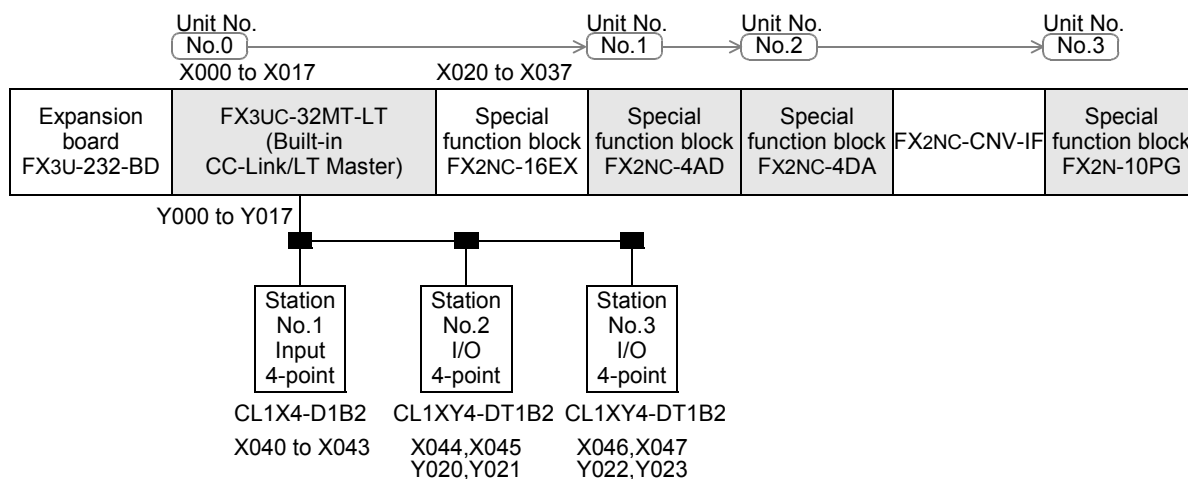 Unit No.
No.0
Unit No.
No.1
Unit No.
No.2
Unit No.
No.3
X000 to X017
X020 to X037
Expansion
board
FX3U-232-BD
FX3UC-32MT-LT
(Built-in
CC-Link/LT Master)
Special
function block
FX2NC-16EX
Special
function block
FX2NC-4AD
Special
function block
FX2NC-4DA
FX2NC-CNV-IF
Special
function block
FX2N-10PG
Y000 to Y017
Station
No.1
Input
4-point
Station
No.2
I/O
4-point
Station
No.3
I/O
4-point
CL1X4-D1B2
X040 to X043
CL1XY4-DT1B2
X044,X045
Y020,Y021
CL1XY4-DT1B2
X046,X047
Y022,Y023